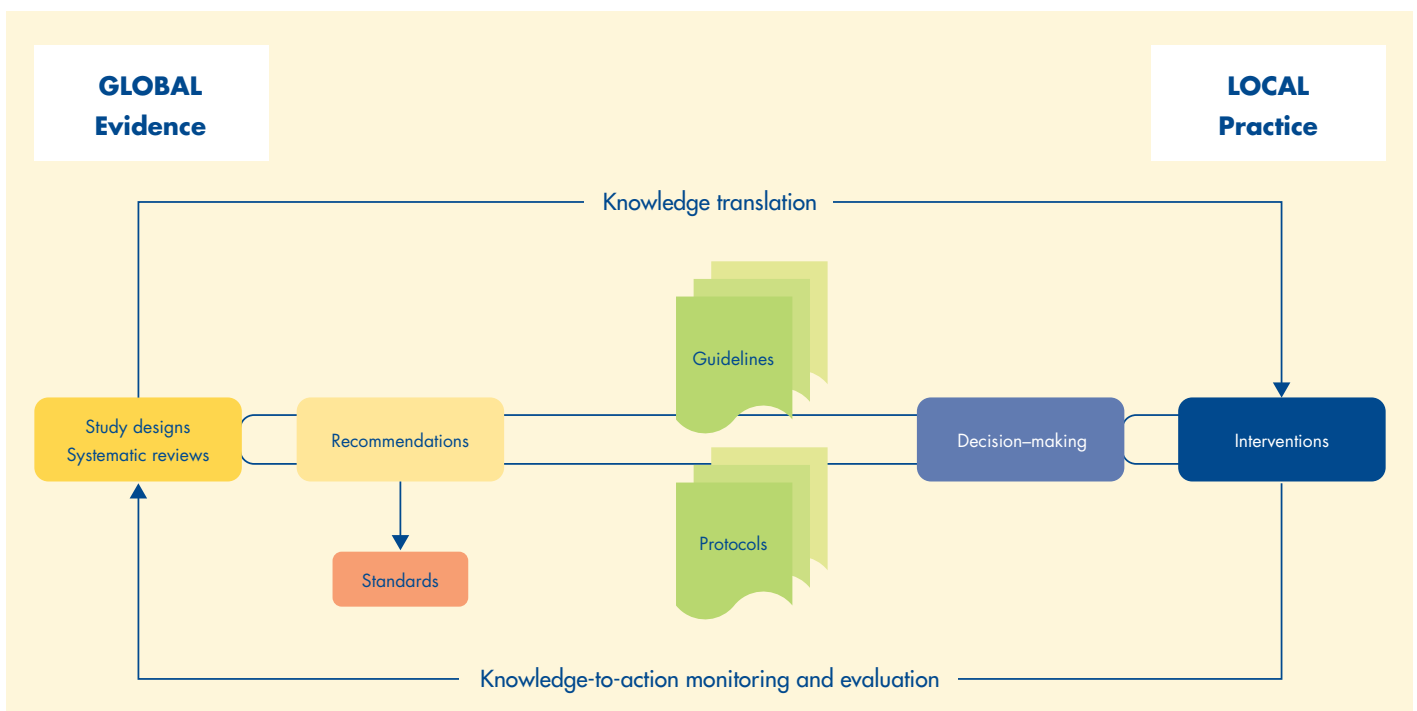 GLOBAL
Evidence
LOCAL
Practice
Knowledge translation
Guidelines
Study designs
Systematic reviews
Recommendations
Decision–making
Interventions
Protocols
Standards
Knowledge-to-action monitoring and evaluation